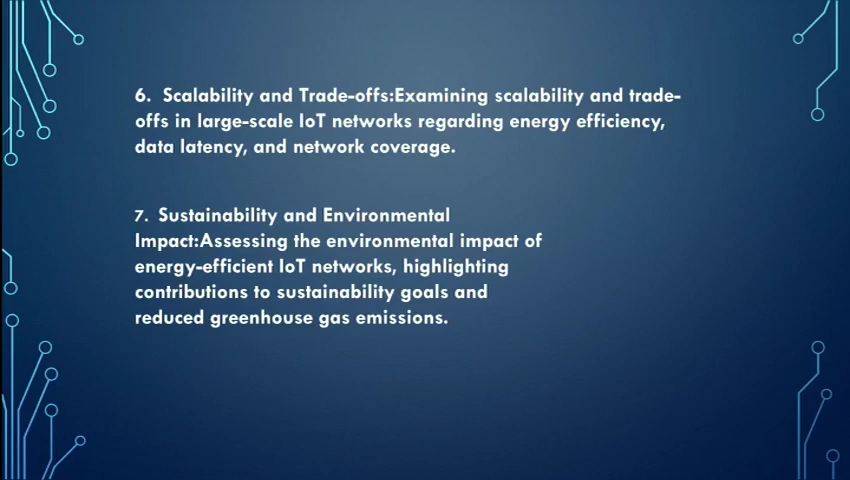 6. Scalability and Trade-offs:Examining scalability and trade-
offs in large-scale IoT networks regarding energy efficiency,
data latency, and network coverage.
7. Sustainability and Environmental
Impact:Assessing the environmental impact of
energy-efficient IoT networks, highlighting
contributions to sustainability goals and
reduced greenhouse gas emissions.